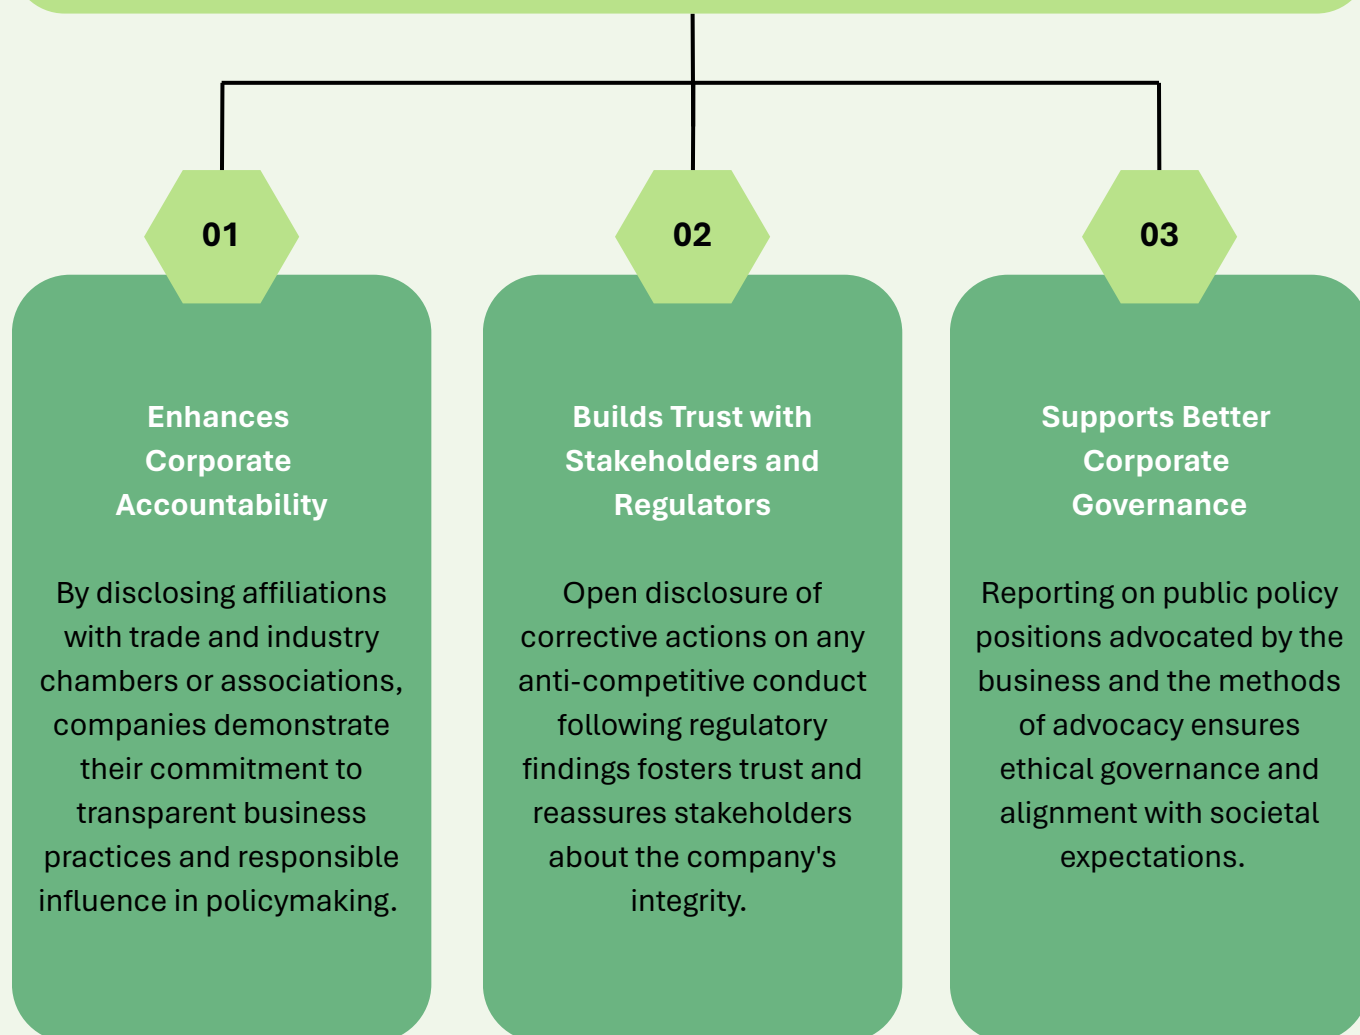 01
Enhances
Corporate
Accountability
By disclosing affiliations
with trade and industry
chambers or associations,
companies demonstrate
their commitment to
transparent business
practices and responsible
influence in policymaking.
02
Builds Trust with
Stakeholders and
Regulators
Open disclosure of
corrective actions on any
anti-competitive conduct
following regulatory
findings fosters trust and
reassures stakeholders
about the company's
integrity.
03
Supports Better
Corporate
Governance
Reporting on public policy
positions advocated by the
business and the methods
of advocacy ensures
ethical governance and
alignment with societal
expectations.